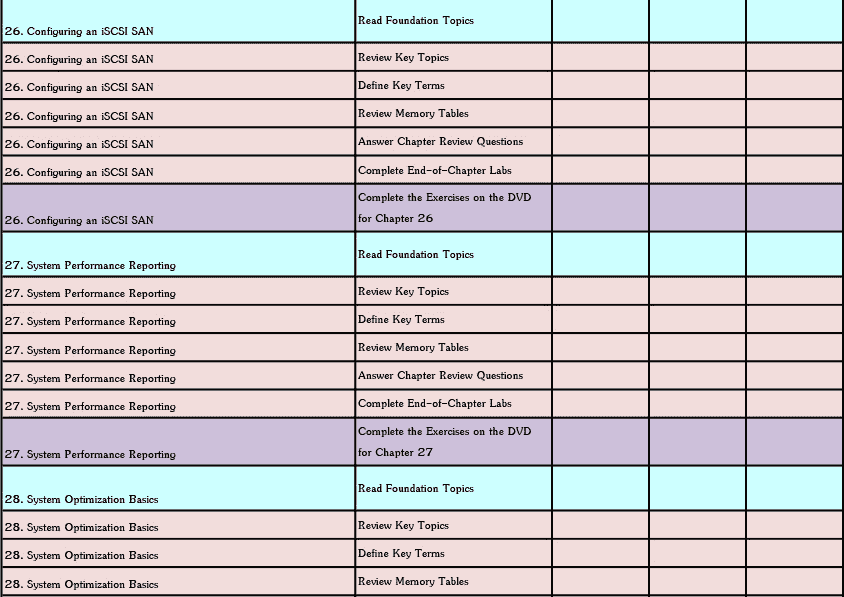 26. Configuring an iSCSI SAN Read Foundation Topics
26. Configuring an iSCSI SAN Review Key Topics
26. Configuring an iSCSI SAN Define Key Terms
26. Configuring an iSCSI SAN Review Memory Tables
26. Configuring an iSCSI SAN Answer Chapter Review Questions
26. Configuring an iSCSI SAN Complete End-of-Chapter Labs
26. Configuring an iSCSI SAN Complete the Exercises on the DVD
for Chapter 26
27. System Performance Reporting Read Foundation Topics
27. System Performance Reporting Review Key Topics
27. System Performance Reporting Define Key Terms
27. System Performance Reporting Review Memory Tables
27. System Performance Reporting Answer Chapter Review Questions
27. System Performance Reporting Complete End-of-Chapter Labs
27. System Performance Reporting Complete the Exercises on the DVD
for Chapter 27
28. System Optimization Basics Read Foundation Topics
28. System Optimization Basics Review Key Topics
28. System Optimization Basics Define Key Terms
28. System Optimization Basics Review Memory Tables